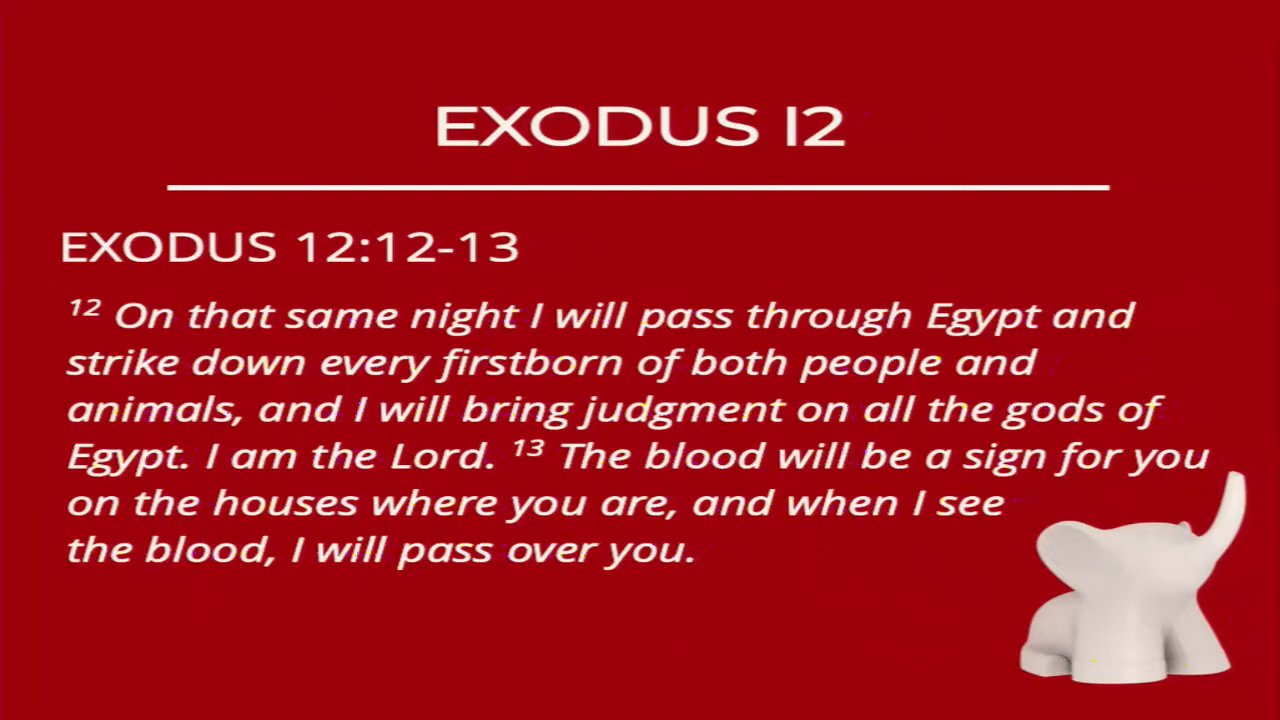 EXODUS I2
EXODUS 12:12-13
¹² On that same night I will pass through Egypt and
strike down every firstborn of both people and
animals, and I will bring judgment on all the gods of
Egypt. I am the Lord. ¹³ The blood will be a sign for you
on the houses where you are, and when I see
the blood, I will pass over you.